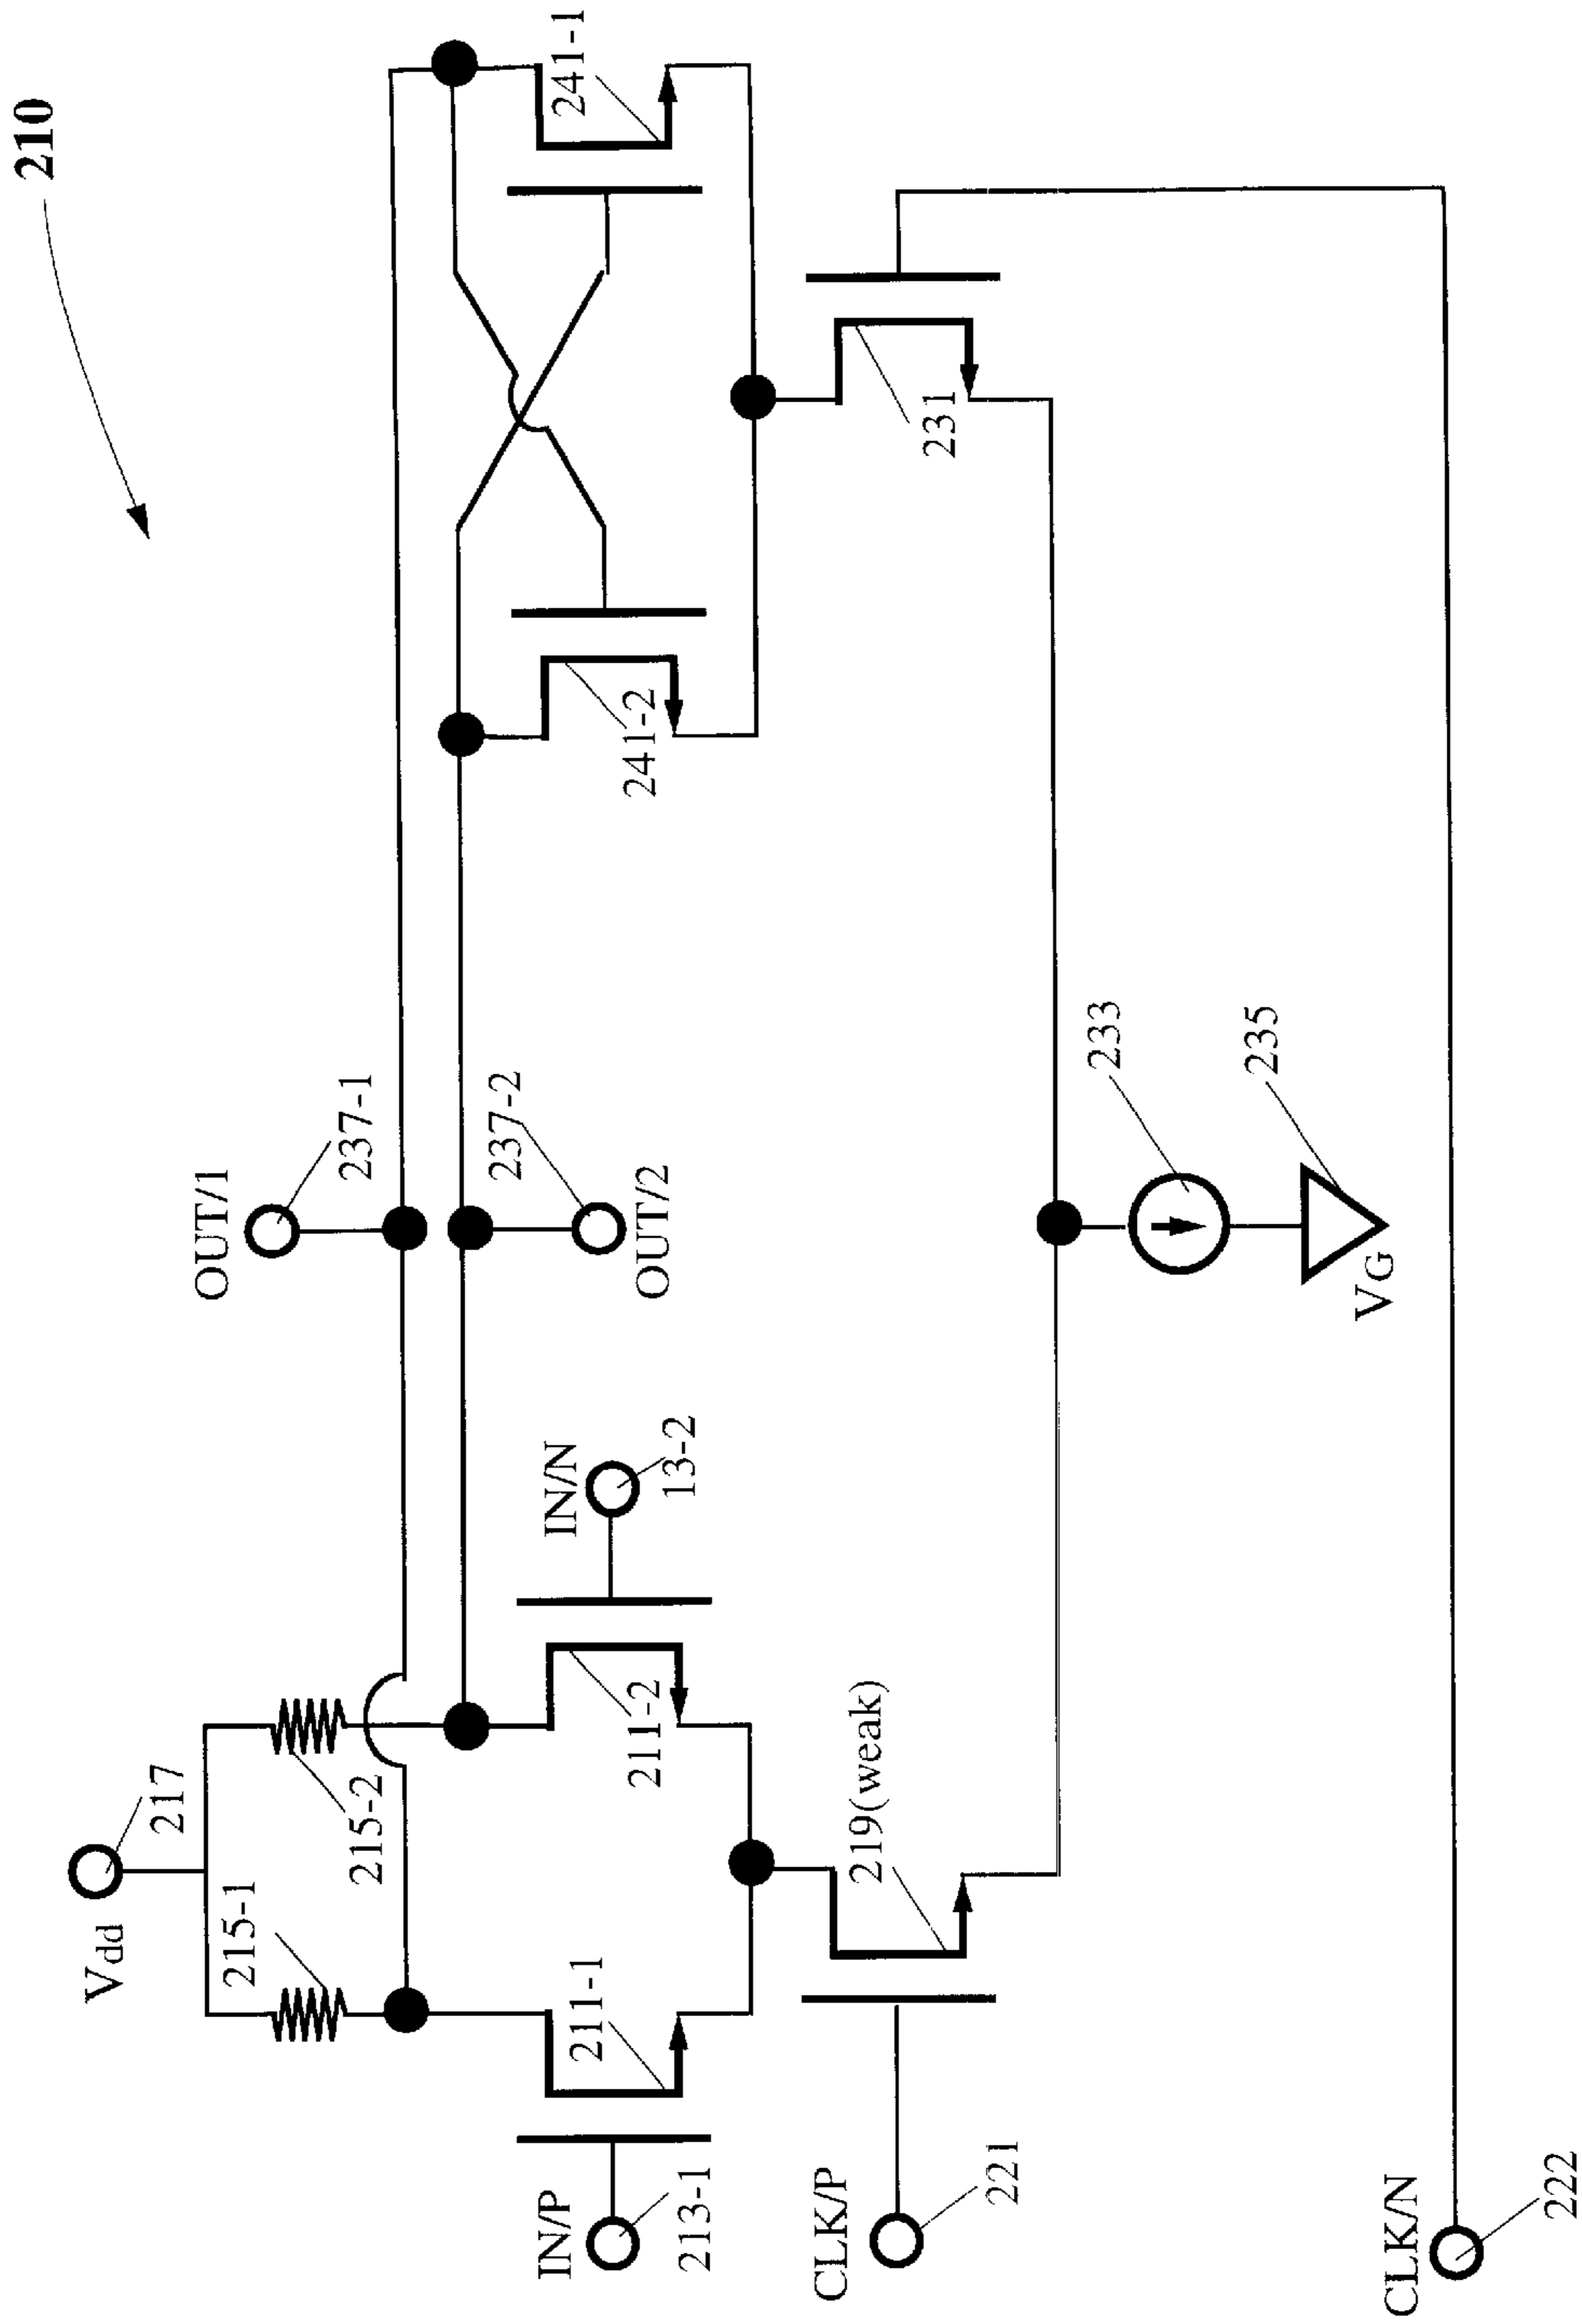 210
Vdd
217
215-1
215-2
OUT/1
237-1
237-2
OUT/2
IN/P
213-1
211-1
211-2
IN/N
13-2
241-2
241-1
CLK/P
221
219(weak)
231
233
235
VG
CLK/N
222